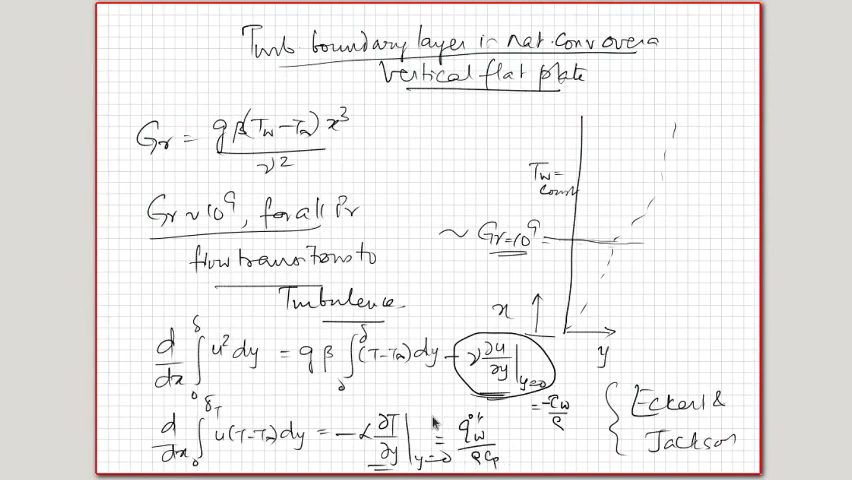 Turb boundary layer in nat. conv over a
vertical flat plate
Gr = gβ(Tw-T∞)x³ / ν²
Tw = const
Gr ~ 10⁹, for all Pr
~ Gr=10⁹
flow transitions to
Turbulence.
x
y
d/dx ∫₀^δ u² dy = gβ ∫₀^δ (T-T∞)dy - ν ∂u/∂y |y=0
= -τw/ρ
d/dx ∫₀^δT u(T-T∞)dy = -α ∂T/∂y |y=0 = q''w/ρCp
{ Eckert &
Jackson